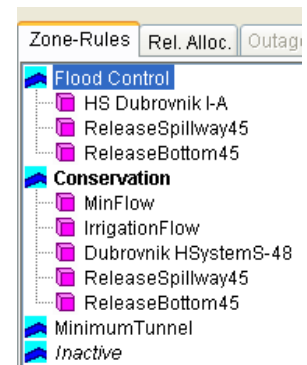 Zone-Rules Rel. Alloc. Outag
Flood Control
HS Dubrovnik I-A
ReleaseSpillway45
ReleaseBottom45
Conservation
MinFlow
IrrigationFlow
Dubrovnik HSystemS-48
ReleaseSpillway45
ReleaseBottom45
MinimumTunnel
Inactive